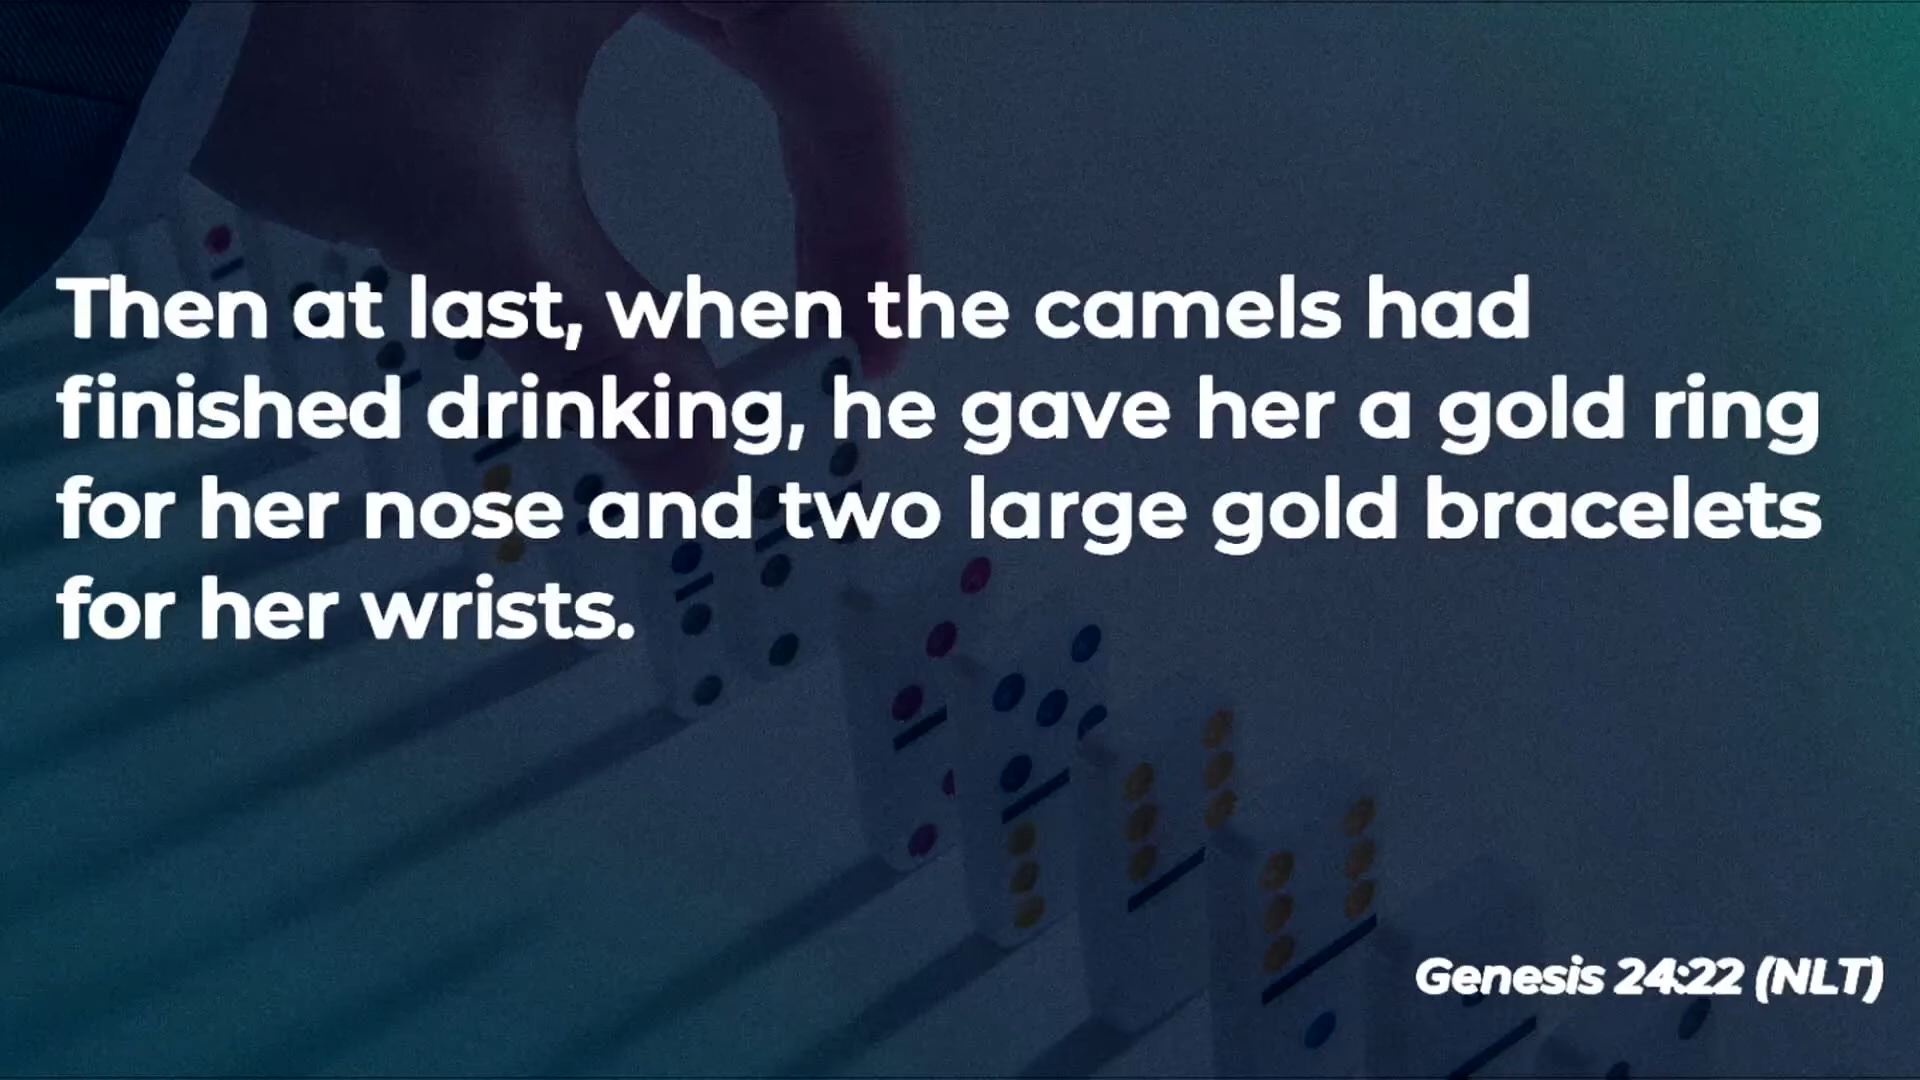 Then at last, when the camels had
finished drinking, he gave her a gold ring
for her nose and two large gold bracelets
for her wrists.
Genesis 24:22 (NLT)